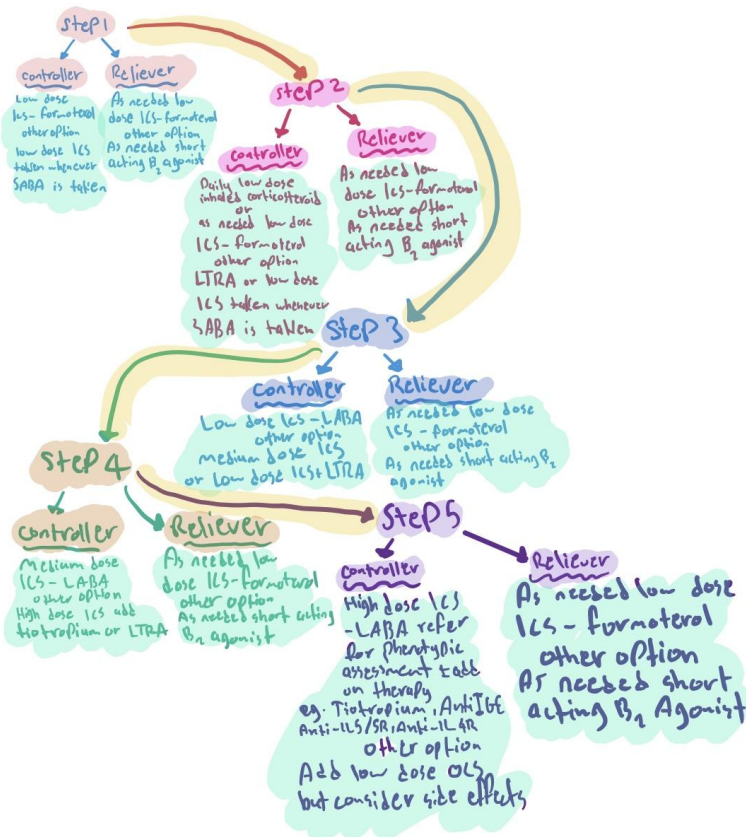 Step 1
Controller
Low dose
Ics-formoterol
other option
low dose ICS
taken whenever
SABA is taken
Reliever
As needed low
dose ICS-formoterol
other option
As needed short
acting B2 agonist
Step 2
Controller
Daily low dose
inhaled corticosteroid
or
as needed low dose
ICS-formoterol
other option
LTRA or low dose
ICS taken whenever
SABA is taken
Reliever
As needed low
dose Ics-formoterol
other option
As needed short
acting B2 agonist
Step 3
Controller
Low dose Ics-LABA
other option
medium dose ICS
or Low dose ICS+LTRA
Reliever
As needed low dose
ICS-formoterol
other option
As needed short acting B2
agonist
Step 4
Controller
Medium dose
ICS-LABA
other option
High dose ICS add
tiotropium or LTRA
Reliever
As needed low
dose ICS-formoterol
other option
As needed short acting
B2 agonist
Step 5
Controller
High dose ICS
-LABA refer
for phenotypic
assessment ± add
on therapy
eg. Tiotropium, AntiIGE
Anti-IL5/5R, Anti-IL4R
other option
Add low dose OCS
but consider side effects
Reliever
As needed low dose
ICS-formoterol
other option
As needed short
acting B2 Agonist